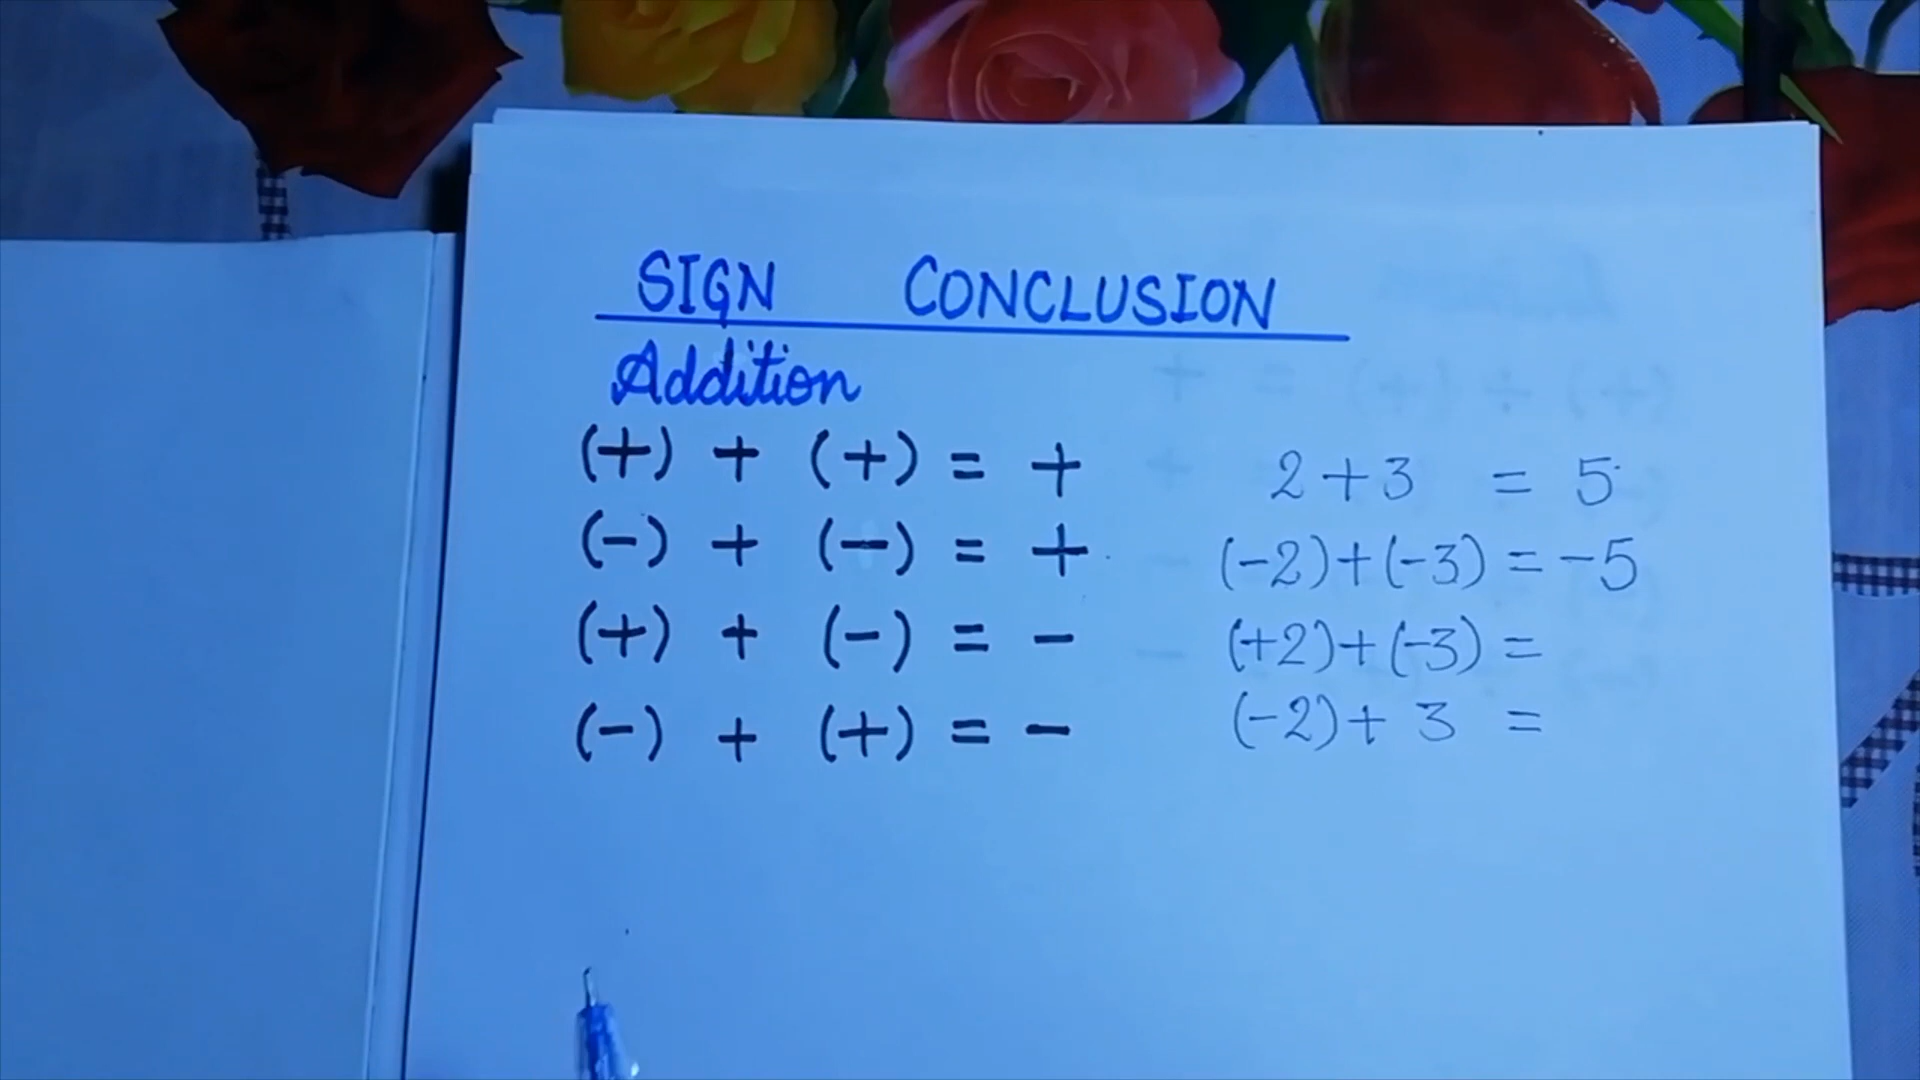 SIGN CONCLUSION
Addition
(+) + (+) = + 2+3 = 5
(-) + (-) = + (-2)+(-3) = -5
(+) + (-) = - (+2)+(-3) =
(-) + (+) = - (-2)+ 3 =